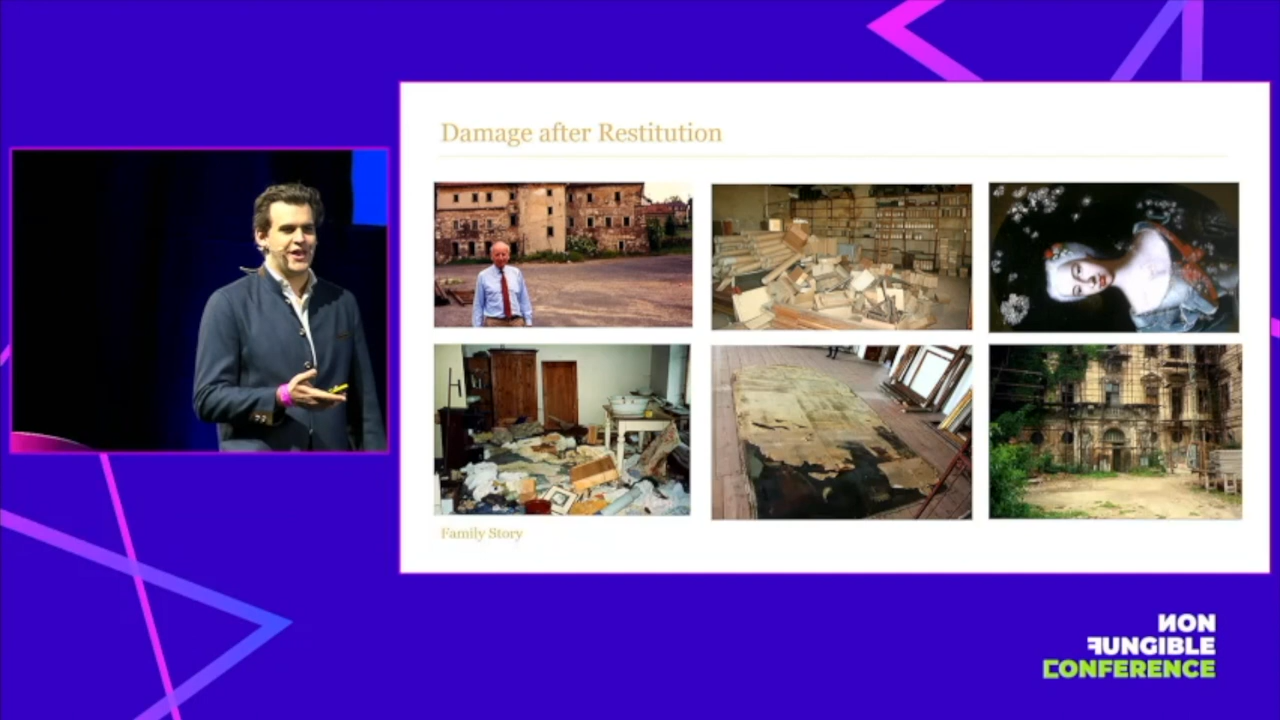 Damage after Restitution
Family Story
NON
FUNGIBLE
CONFERENCE